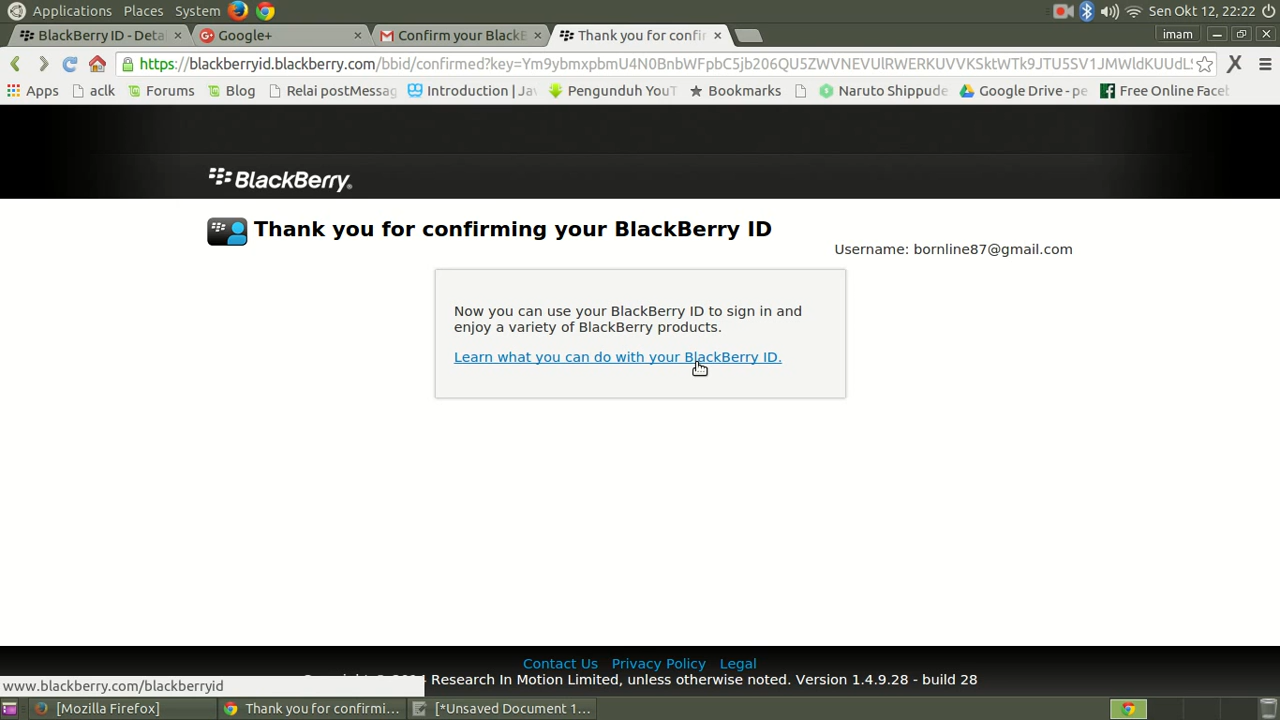 Applications Places System Sen Okt 12, 22:22
BlackBerry ID - Deta Google+ Confirm your BlackB Thank you for confir imam
https://blackberryid.blackberry.com/bbid/confirmed?key=
Apps aclk Forums Blog Relai postMessag Introduction | Jav Pengunduh YouT Bookmarks Naruto Shippude Google Drive - pe Free Online Facet
BlackBerry
Thank you for confirming your BlackBerry ID
Username: bornline87@gmail.com
Now you can use your BlackBerry ID to sign in and
enjoy a variety of BlackBerry products.
Learn what you can do with your BlackBerry ID.
Contact Us Privacy Policy Legal
Research In Motion Limited, unless otherwise noted. Version 1.4.9.28 - build 28
www.blackberry.com/blackberryid
[Mozilla Firefox] Thank you for confirmi... [*Unsaved Document 1...